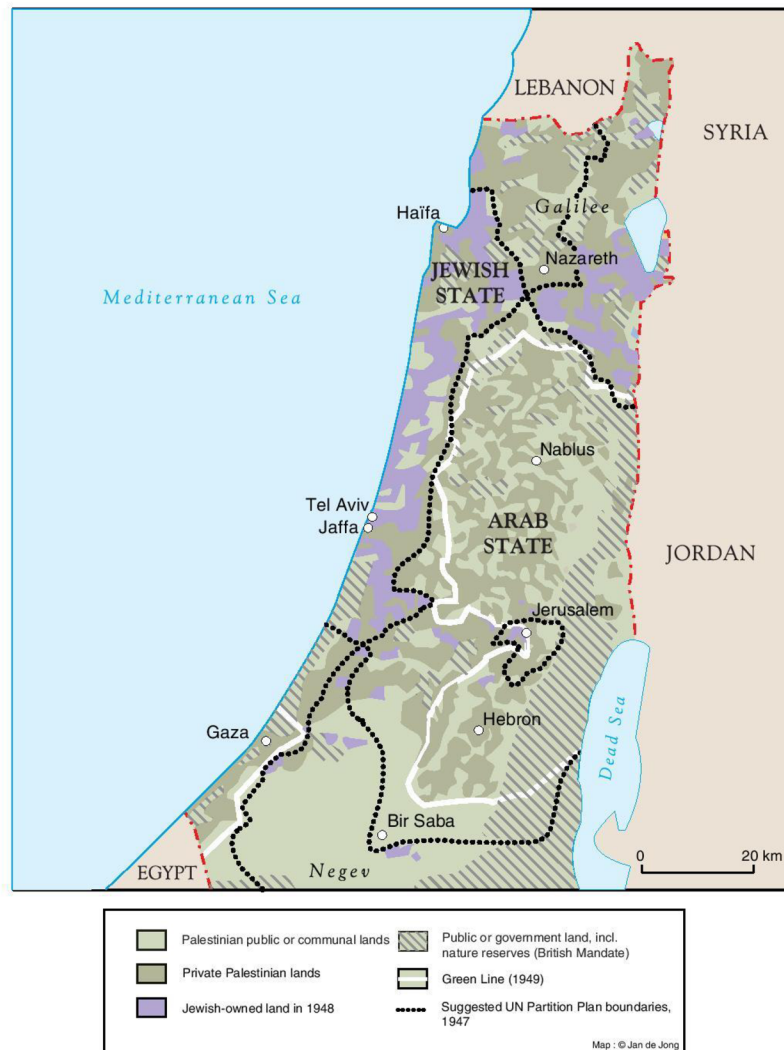 LEBANON
SYRIA
Galilee
Haïfa
Nazareth
JEWISH
STATE
Mediterranean Sea
Nablus
Tel Aviv
Jaffa
ARAB
STATE
JORDAN
Jerusalem
Hebron
Gaza
Dead Sea
Bir Saba
EGYPT
Negev
0 20 km
Palestinian public or communal lands
Private Palestinian lands
Jewish-owned land in 1948
Public or government land, incl.
nature reserves (British Mandate)
Green Line (1949)
Suggested UN Partition Plan boundaries,
1947
Map : © Jan de Jong